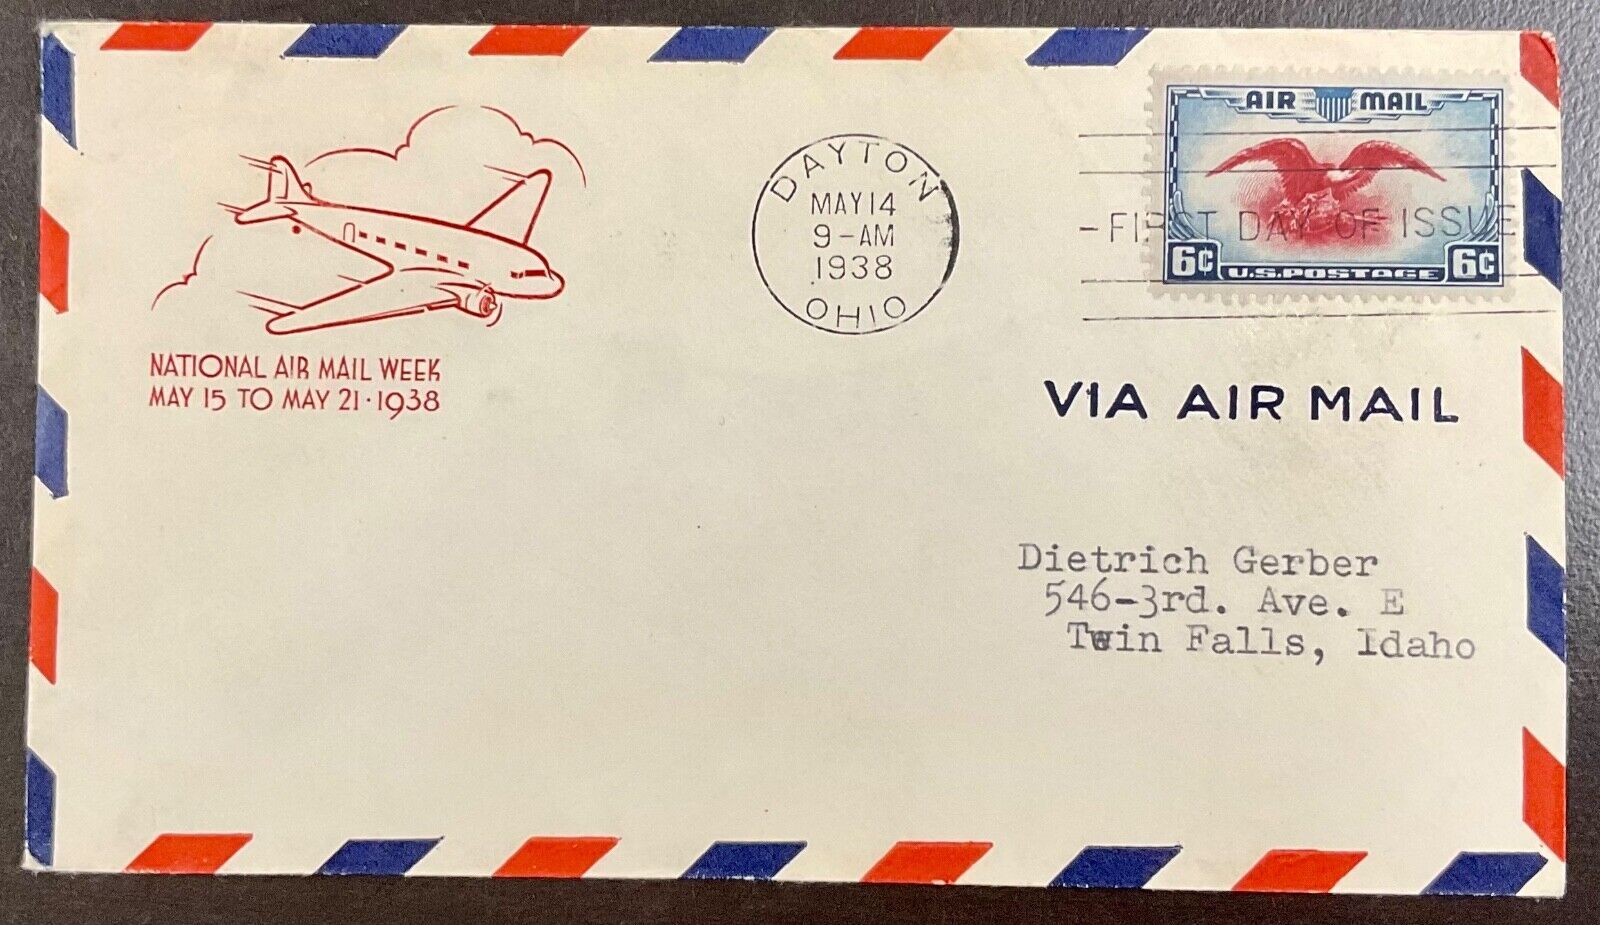 NATIONAL AIR MAIL WEEK
MAY 15 TO MAY 21 · 1938
DAYTON
MAY 14
9-AM
1938
OHIO
AIR MAIL
-FIRST DAY OF ISSUE
6¢ U.S. POSTAGE 6¢
VIA AIR MAIL
Dietrich Gerber
546-3rd. Ave. E
Twin Falls, Idaho